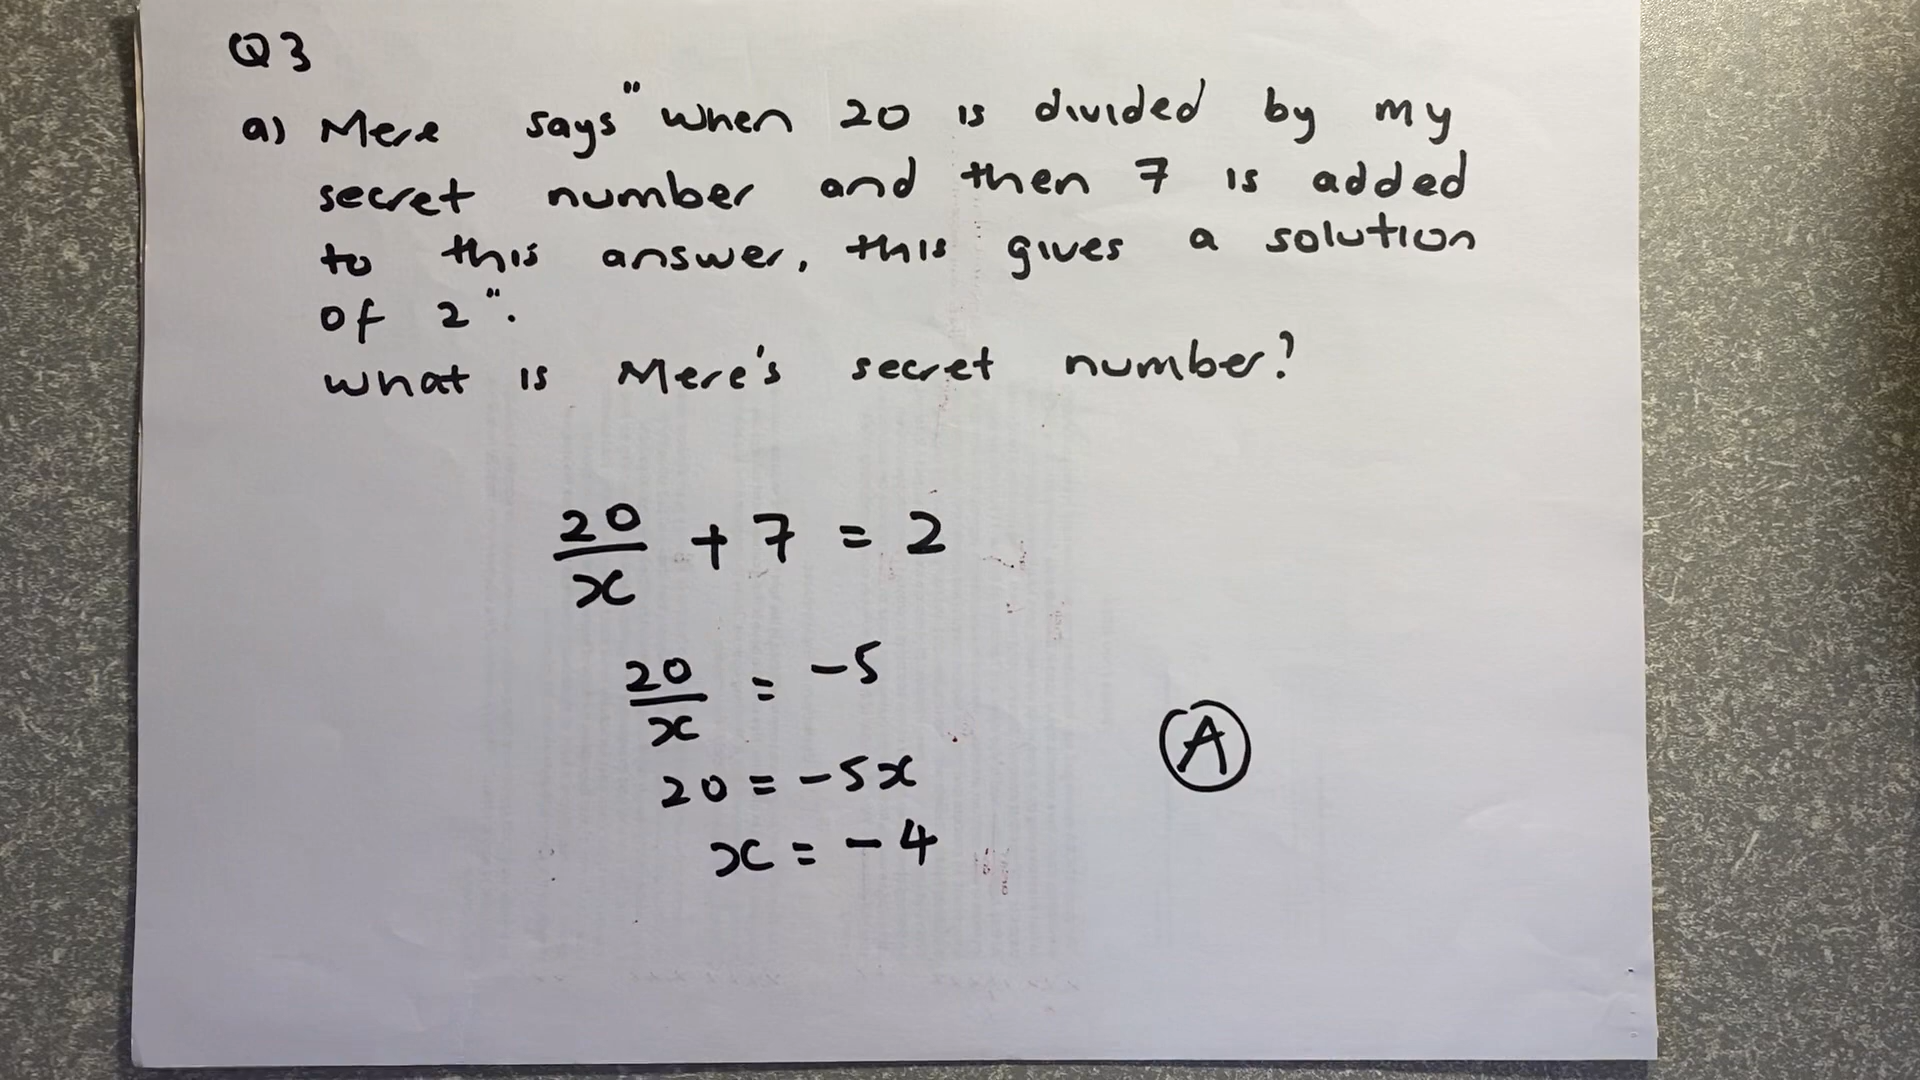 Q3
a) Mere says "when 20 is divided by my
secret number and then 7 is added
to this answer, this gives a solution
of 2".
what is Mere's secret number?
20/x + 7 = 2
20/x = -5
20 = -5x
x = -4
A